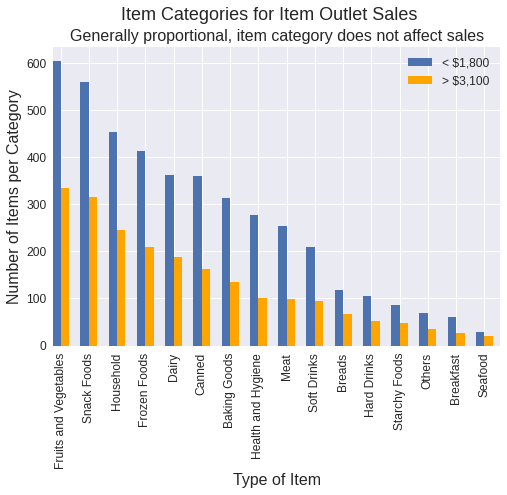 Item Categories for Item Outlet Sales
Generally proportional, item category does not affect sales
< $1,800
> $3,100
Number of Items per Category
600
500
400
300
200
100
0
Fruits and Vegetables
Snack Foods
Household
Frozen Foods
Dairy
Canned
Baking Goods
Health and Hygiene
Meat
Soft Drinks
Breads
Hard Drinks
Starchy Foods
Others
Breakfast
Seafood
Type of Item